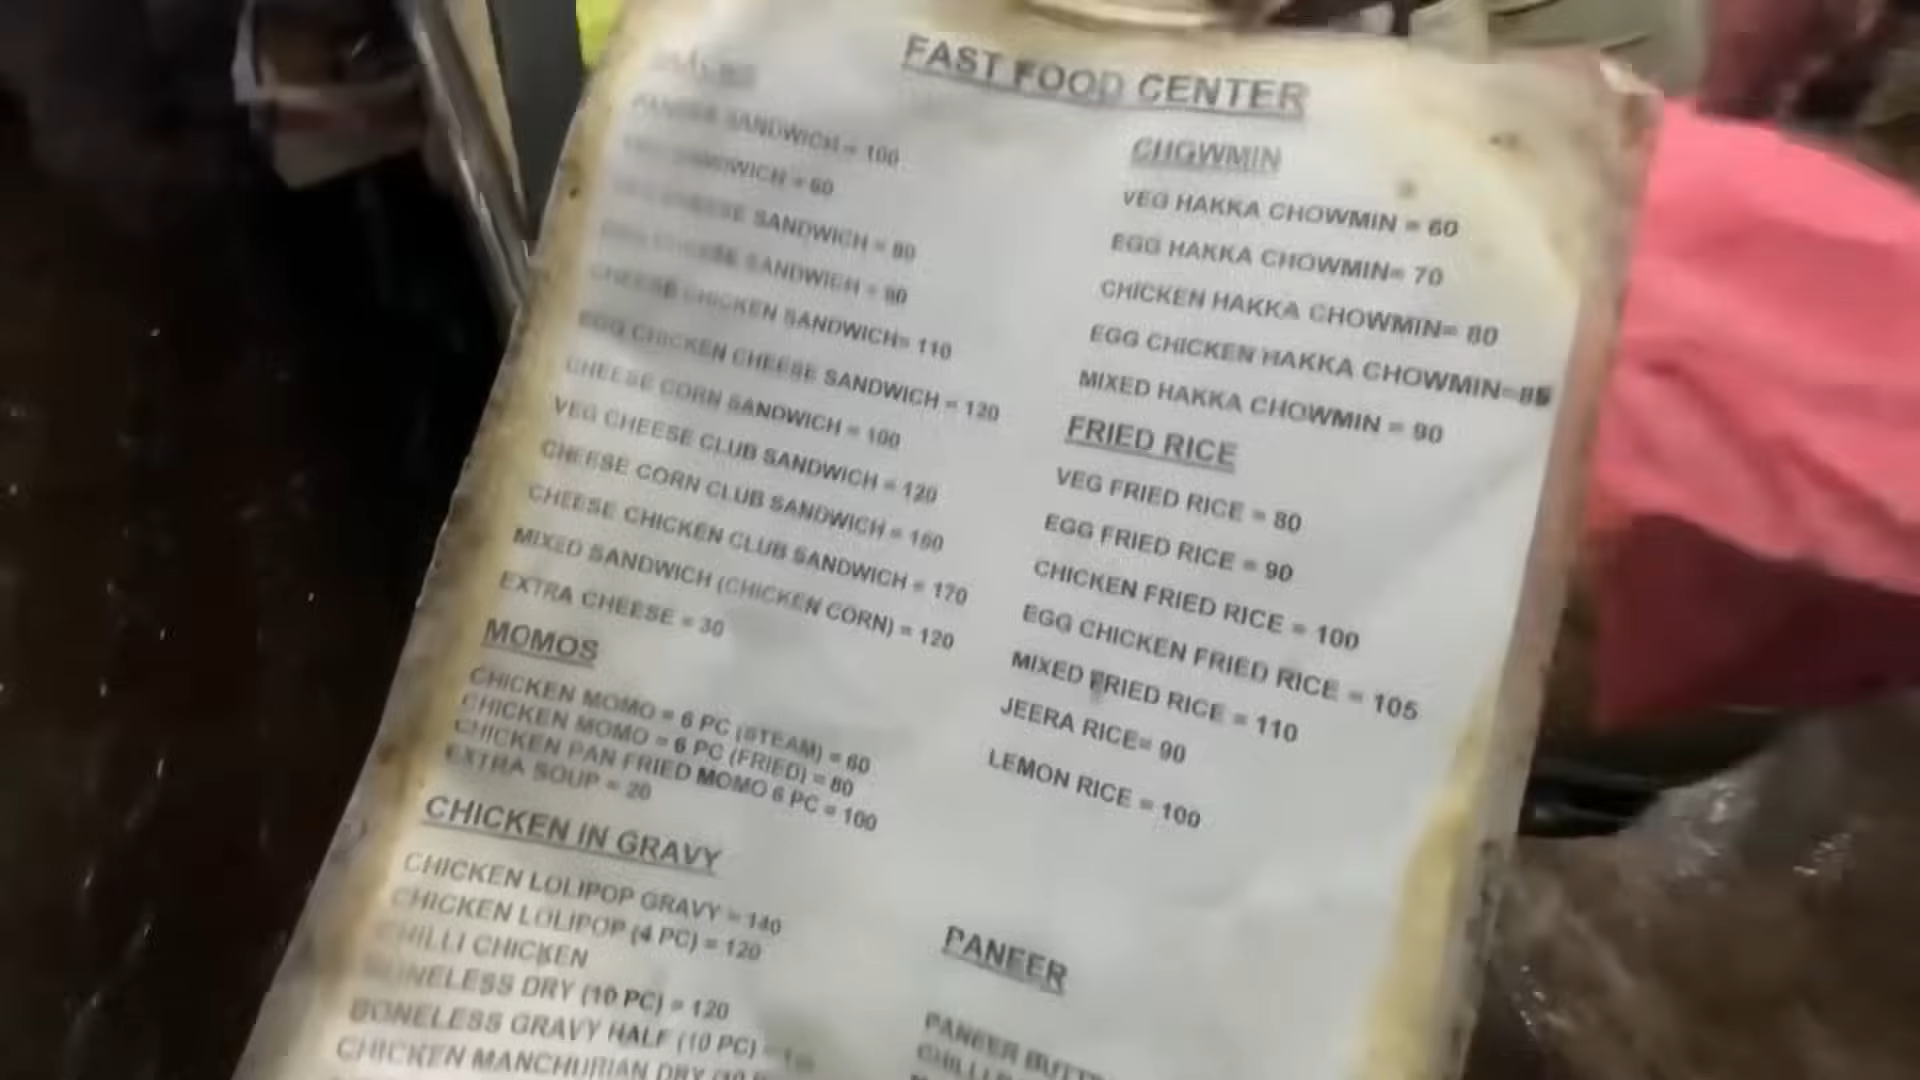 FAST FOOD CENTER
SANDWICH = 100
SANDWICH = 60
CHEESE SANDWICH = 80
CHEESE SANDWICH = 90
CHEESE CHICKEN SANDWICH= 110
EGG CHICKEN CHEESE SANDWICH = 120
CHEESE CORN SANDWICH = 100
VEG CHEESE CLUB SANDWICH = 120
CHEESE CORN CLUB SANDWICH = 160
CHEESE CHICKEN CLUB SANDWICH = 170
MIXED SANDWICH (CHICKEN CORN) = 120
EXTRA CHEESE = 30
MOMOS
CHICKEN MOMO = 6 PC (STEAM) = 60
CHICKEN MOMO = 6 PC (FRIED) = 80
CHICKEN PAN FRIED MOMO 6 PC = 100
EXTRA SOUP = 20
CHICKEN IN GRAVY
CHICKEN LOLIPOP GRAVY = 140
CHICKEN LOLIPOP (4 PC) = 120
CHILLI CHICKEN
BONELESS DRY (10 PC) = 120
BONELESS GRAVY HALF (10 PC) =
CHICKEN MANCHURIAN DRY (10
CHOWMIN
VEG HAKKA CHOWMIN = 60
EGG HAKKA CHOWMIN= 70
CHICKEN HAKKA CHOWMIN= 80
EGG CHICKEN HAKKA CHOWMIN=85
MIXED HAKKA CHOWMIN = 90
FRIED RICE
VEG FRIED RICE = 80
EGG FRIED RICE = 90
CHICKEN FRIED RICE = 100
EGG CHICKEN FRIED RICE = 105
MIXED FRIED RICE = 110
JEERA RICE= 90
LEMON RICE = 100
PANEER
PANEER BUTT